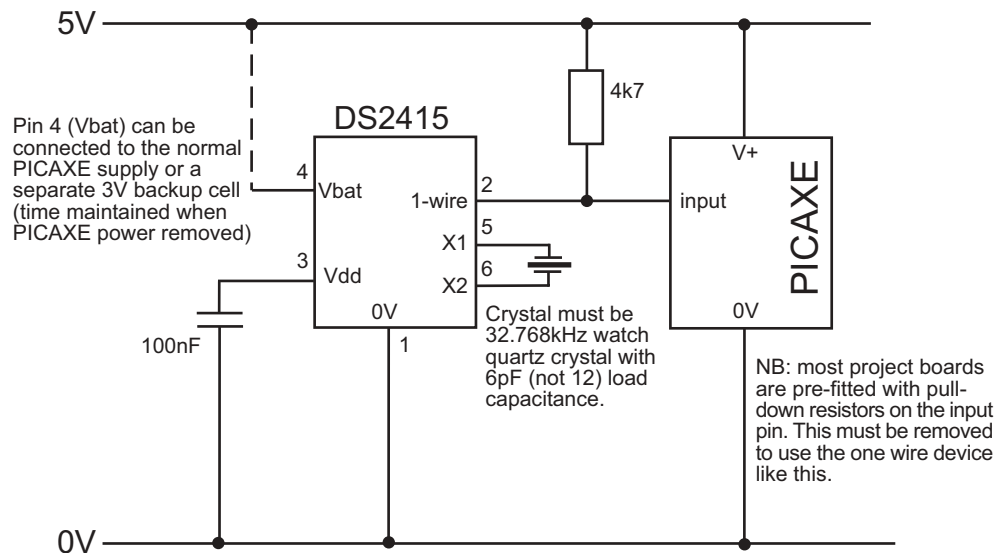 5V
4k7
DS2415
Pin 4 (Vbat) can be
connected to the normal
PICAXE supply or a
separate 3V backup cell
(time maintained when
PICAXE power removed)
4
Vbat
2
1-wire
5
X1
6
X2
3
Vdd
0V
1
100nF
Crystal must be
32.768kHz watch
quartz crystal with
6pF (not 12) load
capacitance.
V+
input
PICAXE
0V
NB: most project boards
are pre-fitted with pull-
down resistors on the input
pin. This must be removed
to use the one wire device
like this.
0V